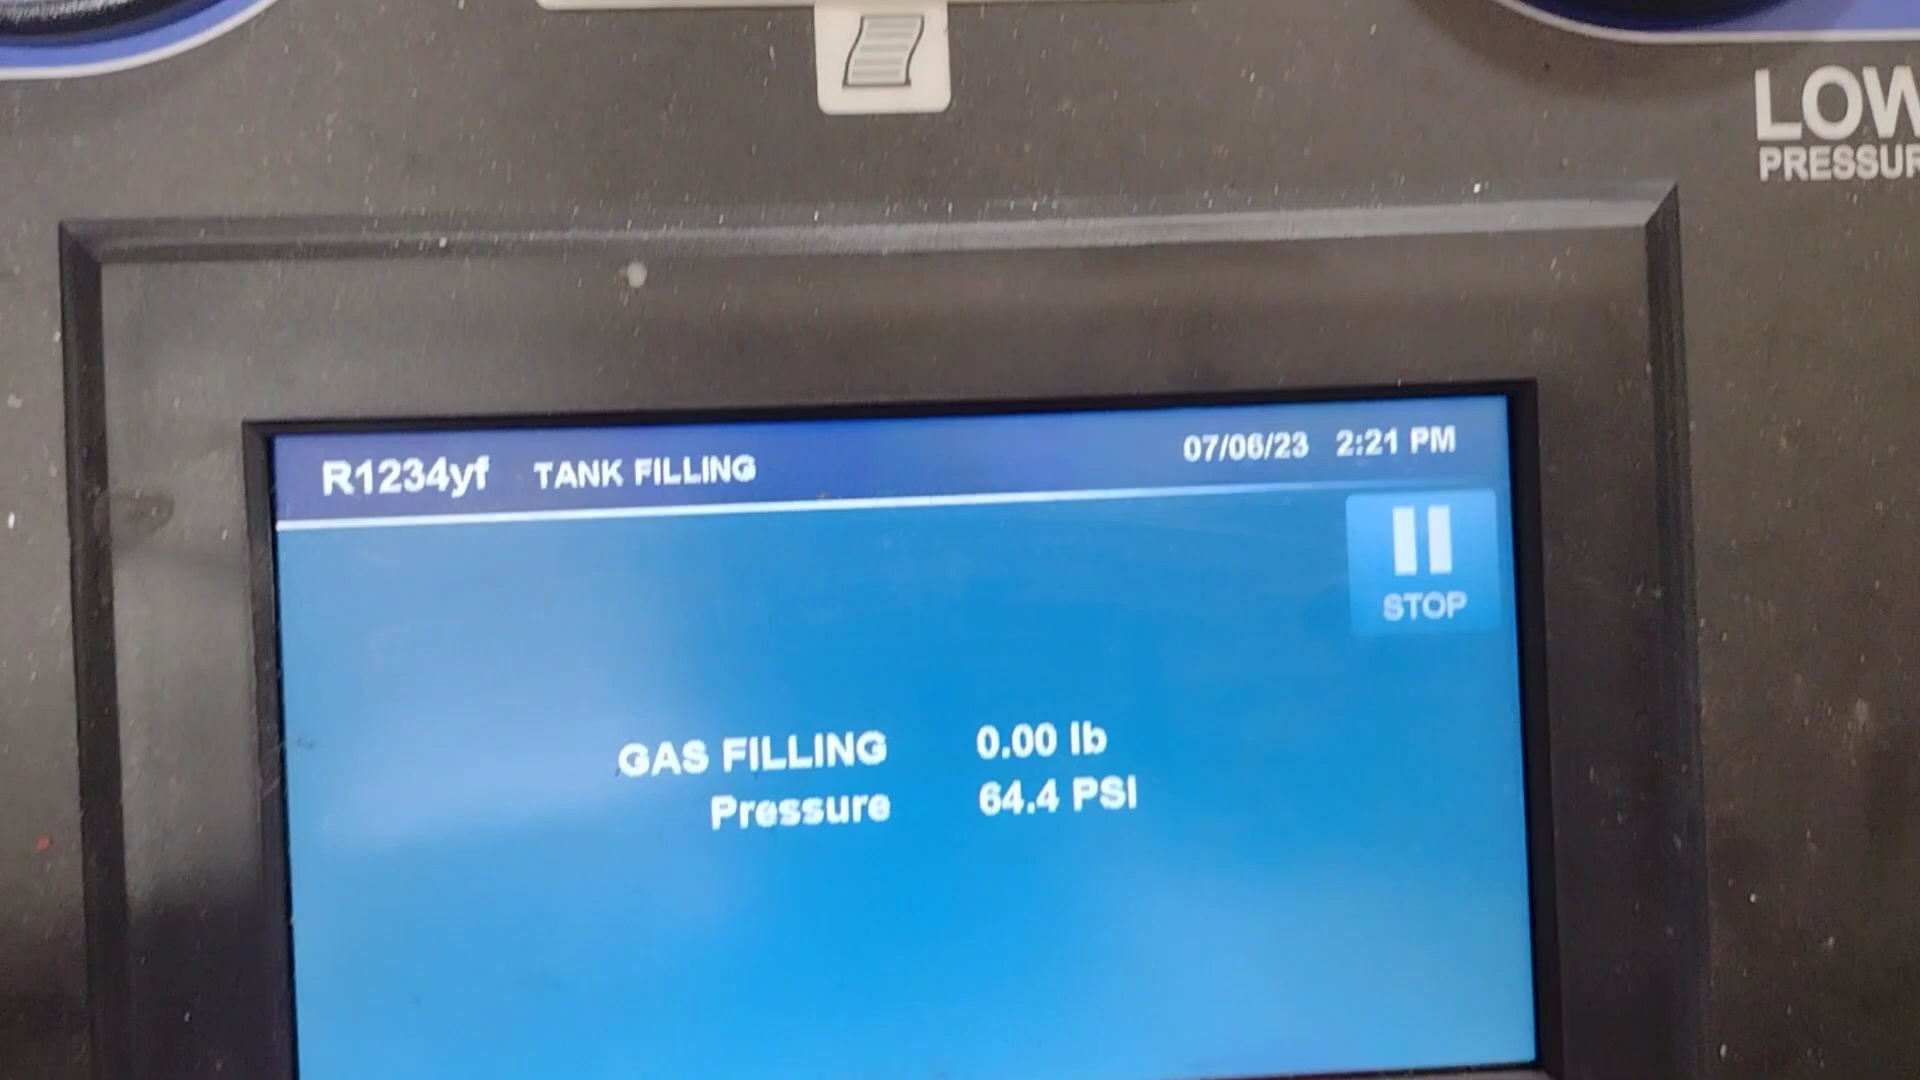 LOW
PRESSUR
R1234yf TANK FILLING 07/06/23 2:21 PM
STOP
GAS FILLING 0.00 lb
Pressure 64.4 PSI